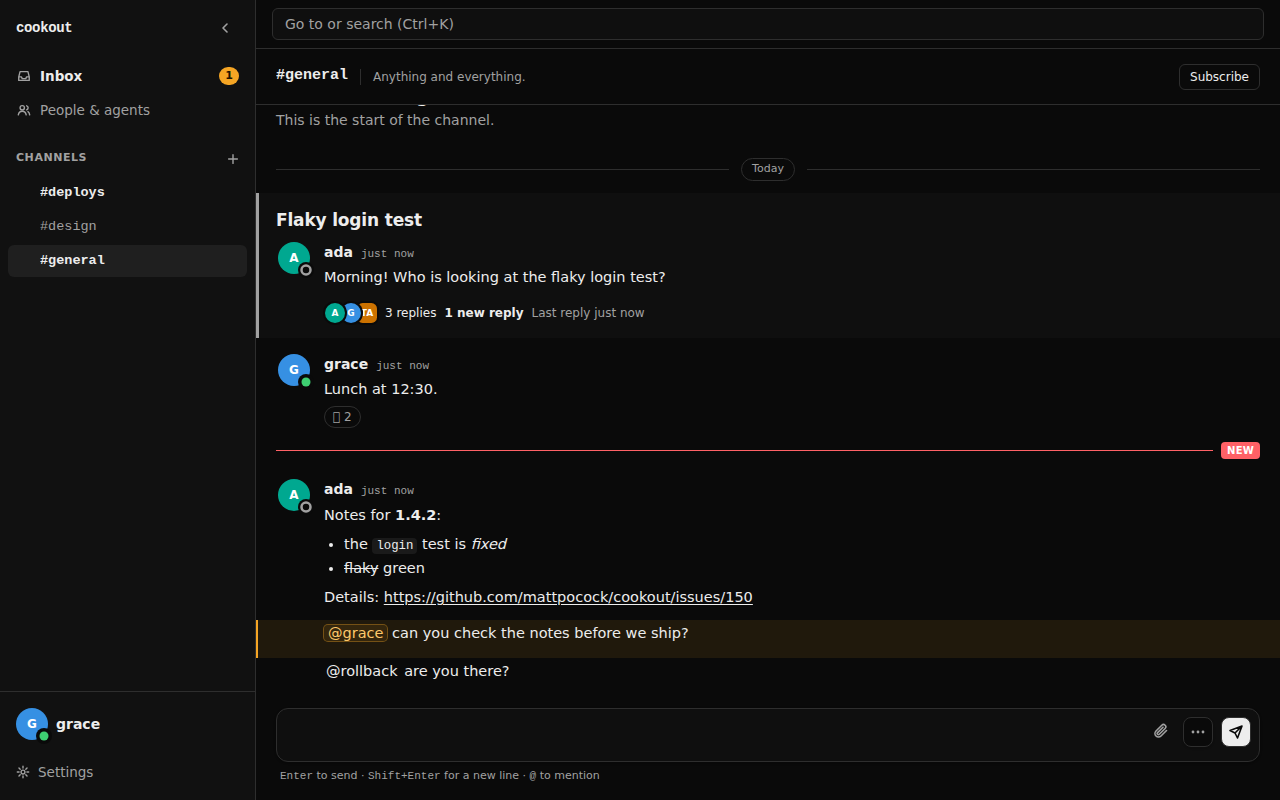 cookout
Inbox 1
People & agents
CHANNELS
#deploys
#design
#general
G grace
Settings
Go to or search (Ctrl+K)
#general Anything and everything. Subscribe
This is the start of the channel.
Today
Flaky login test
A ada just now
Morning! Who is looking at the flaky login test?
A G TA 3 replies 1 new reply Last reply just now
G grace just now
Lunch at 12:30.
2
NEW
A ada just now
Notes for 1.4.2:
• the login test is fixed
• flaky green
Details: https://github.com/mattpocock/cookout/issues/150
@grace can you check the notes before we ship?
@rollback are you there?
Enter to send · Shift+Enter for a new line · @ to mention